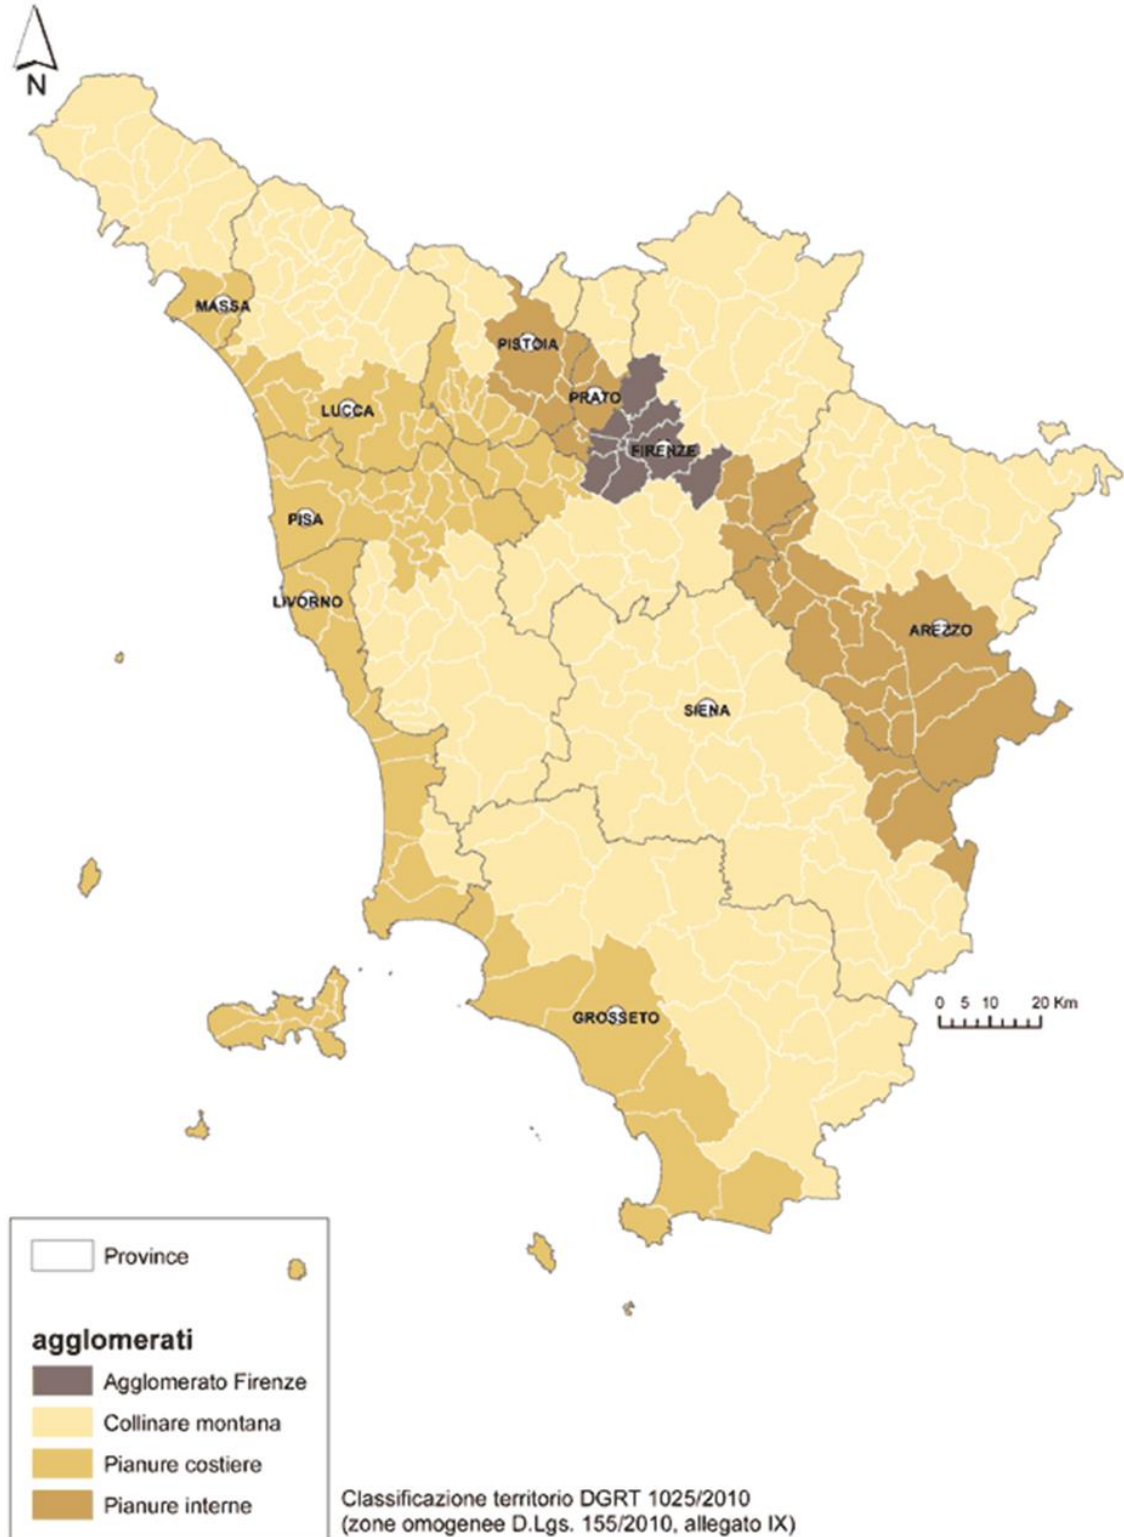 N
MASSA
PISTOIA
PRATO
LUCCA
FIRENZE
PISA
LIVORNO
AREZZO
SIENA
0 5 10 20 Km
GROSSETO
Province
agglomerati
Agglomerato Firenze
Collinare montana
Pianure costiere
Pianure interne
Classificazione territorio DGRT 1025/2010
(zone omogenee D.Lgs. 155/2010, allegato IX)